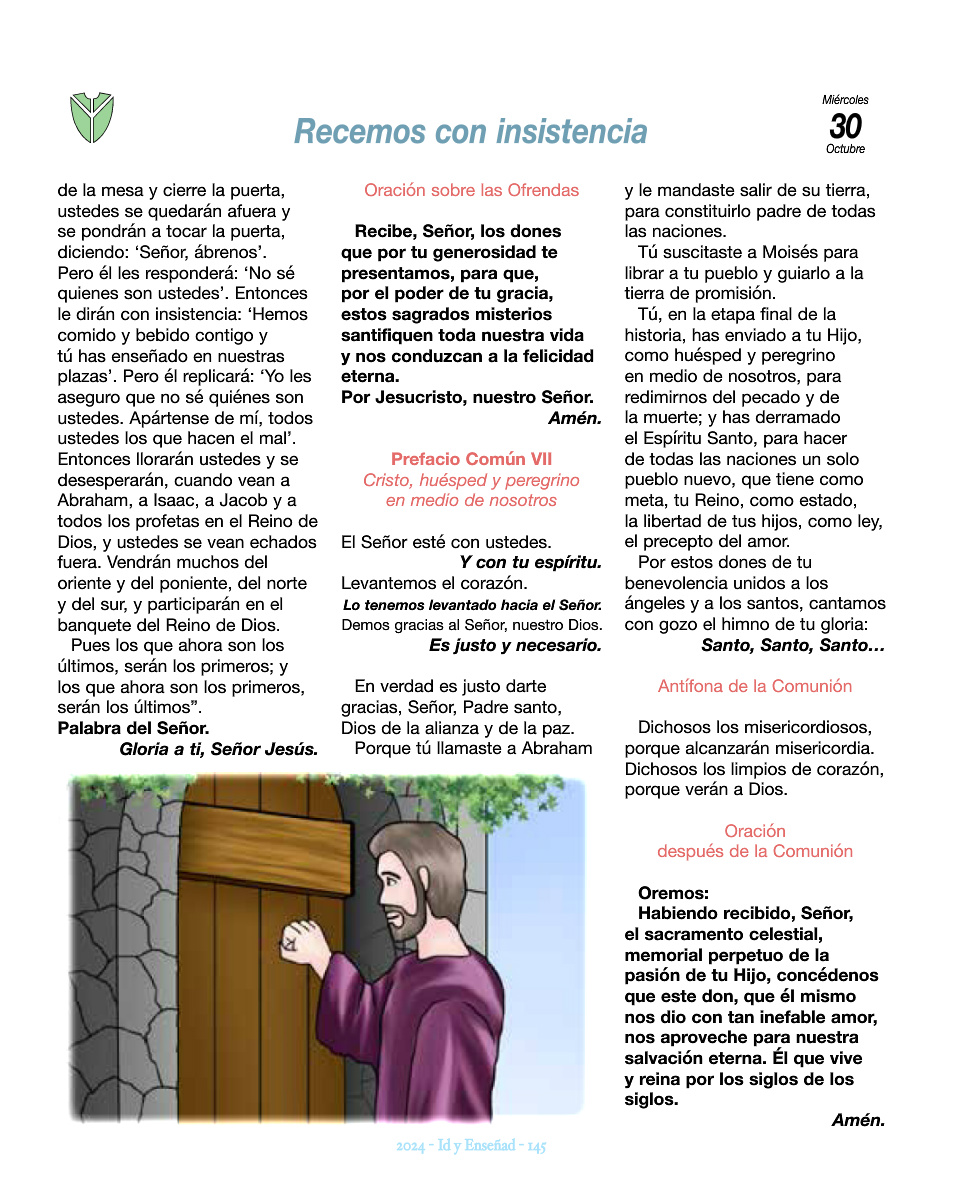 Recemos con insistencia
Miércoles
30
Octubre
de la mesa y cierre la puerta,
ustedes se quedarán afuera y
se pondrán a tocar la puerta,
diciendo: ‘Señor, ábrenos’.
Pero él les responderá: ‘No sé
quienes son ustedes’. Entonces
le dirán con insistencia: ‘Hemos
comido y bebido contigo y
tú has enseñado en nuestras
plazas’. Pero él replicará: ‘Yo les
aseguro que no sé quiénes son
ustedes. Apártense de mí, todos
ustedes los que hacen el mal’.
Entonces llorarán ustedes y se
desesperarán, cuando vean a
Abraham, a Isaac, a Jacob y a
todos los profetas en el Reino de
Dios, y ustedes se vean echados
fuera. Vendrán muchos del
oriente y del poniente, del norte
y del sur, y participarán en el
banquete del Reino de Dios.
Pues los que ahora son los
últimos, serán los primeros; y
los que ahora son los primeros,
serán los últimos”.
Palabra del Señor.
Gloria a ti, Señor Jesús.
Oración sobre las Ofrendas
Recibe, Señor, los dones
que por tu generosidad te
presentamos, para que,
por el poder de tu gracia,
estos sagrados misterios
santifiquen toda nuestra vida
y nos conduzcan a la felicidad
eterna.
Por Jesucristo, nuestro Señor.
Amén.
Prefacio Común VII
Cristo, huésped y peregrino
en medio de nosotros
El Señor esté con ustedes.
Y con tu espíritu.
Levantemos el corazón.
Lo tenemos levantado hacia el Señor.
Demos gracias al Señor, nuestro Dios.
Es justo y necesario.
En verdad es justo darte
gracias, Señor, Padre santo,
Dios de la alianza y de la paz.
Porque tú llamaste a Abraham
y le mandaste salir de su tierra,
para constituirlo padre de todas
las naciones.
Tú suscitaste a Moisés para
librar a tu pueblo y guiarlo a la
tierra de promisión.
Tú, en la etapa final de la
historia, has enviado a tu Hijo,
como huésped y peregrino
en medio de nosotros, para
redimirnos del pecado y de
la muerte; y has derramado
el Espíritu Santo, para hacer
de todas las naciones un solo
pueblo nuevo, que tiene como
meta, tu Reino, como estado,
la libertad de tus hijos, como ley,
el precepto del amor.
Por estos dones de tu
benevolencia unidos a los
ángeles y a los santos, cantamos
con gozo el himno de tu gloria:
Santo, Santo, Santo…
Antífona de la Comunión
Dichosos los misericordiosos,
porque alcanzarán misericordia.
Dichosos los limpios de corazón,
porque verán a Dios.
Oración
después de la Comunión
Oremos:
Habiendo recibido, Señor,
el sacramento celestial,
memorial perpetuo de la
pasión de tu Hijo, concédenos
que este don, que él mismo
nos dio con tan inefable amor,
nos aproveche para nuestra
salvación eterna. Él que vive
y reina por los siglos de los
siglos.
Amén.
2024 - Id y Enseñad - 145